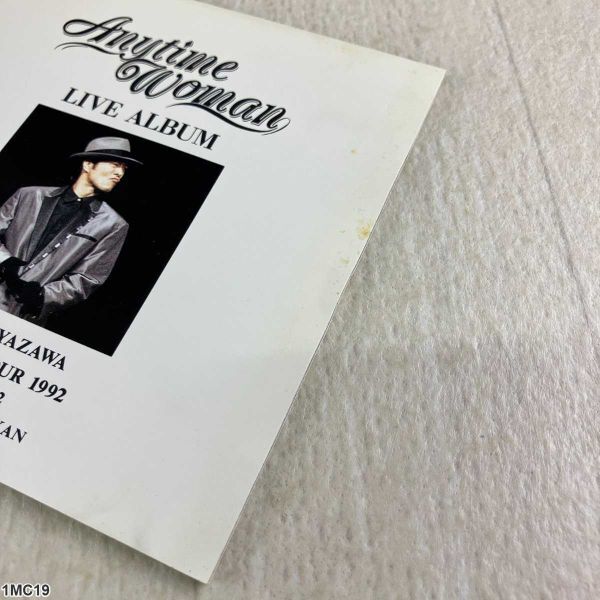 Anytime
Woman
LIVE ALBUM
YAZAWA
UR 1992
2
KAN
1MC19